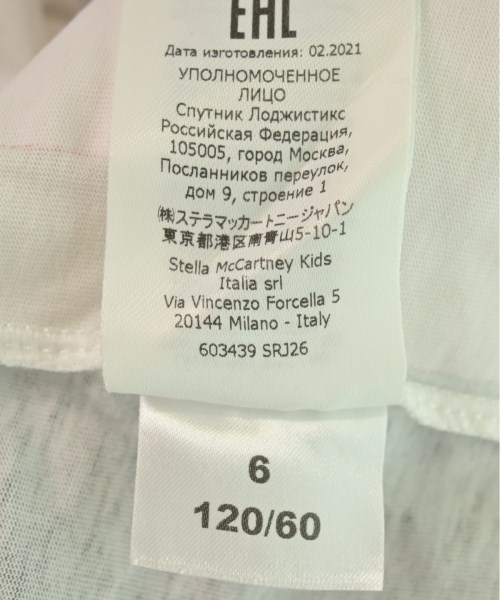 EAC
Дата изготовления: 02.2021
УПОЛНОМОЧЕННОЕ
ЛИЦО
Спутник Лоджистикс
Российская Федерация,
105005, город Москва,
Посланников переулок,
дом 9, строение 1
㈱ステラマッカートニージャパン
東京都港区南青山5-10-1
Stella McCartney Kids
Italia srl
Via Vincenzo Forcella 5
20144 Milano - Italy
603439 SRJ26
6
120/60